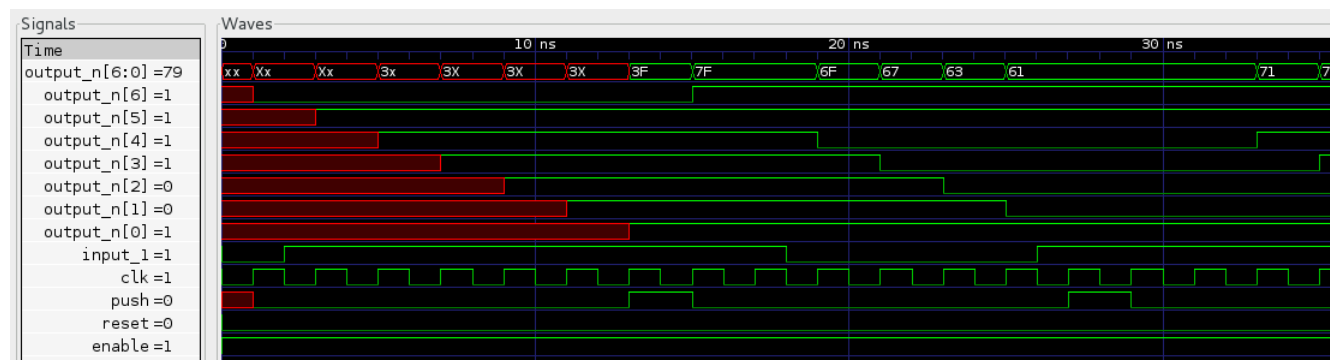 Signals Waves
Time 0 10 ns 20 ns 30 ns
output_n[6:0] =79 xx Xx Xx 3x 3X 3X 3X 3F 7F 6F 67 63 61 71 7
output_n[6] =1
output_n[5] =1
output_n[4] =1
output_n[3] =1
output_n[2] =0
output_n[1] =0
output_n[0] =1
input_1 =1
clk =1
push =0
reset =0
enable =1